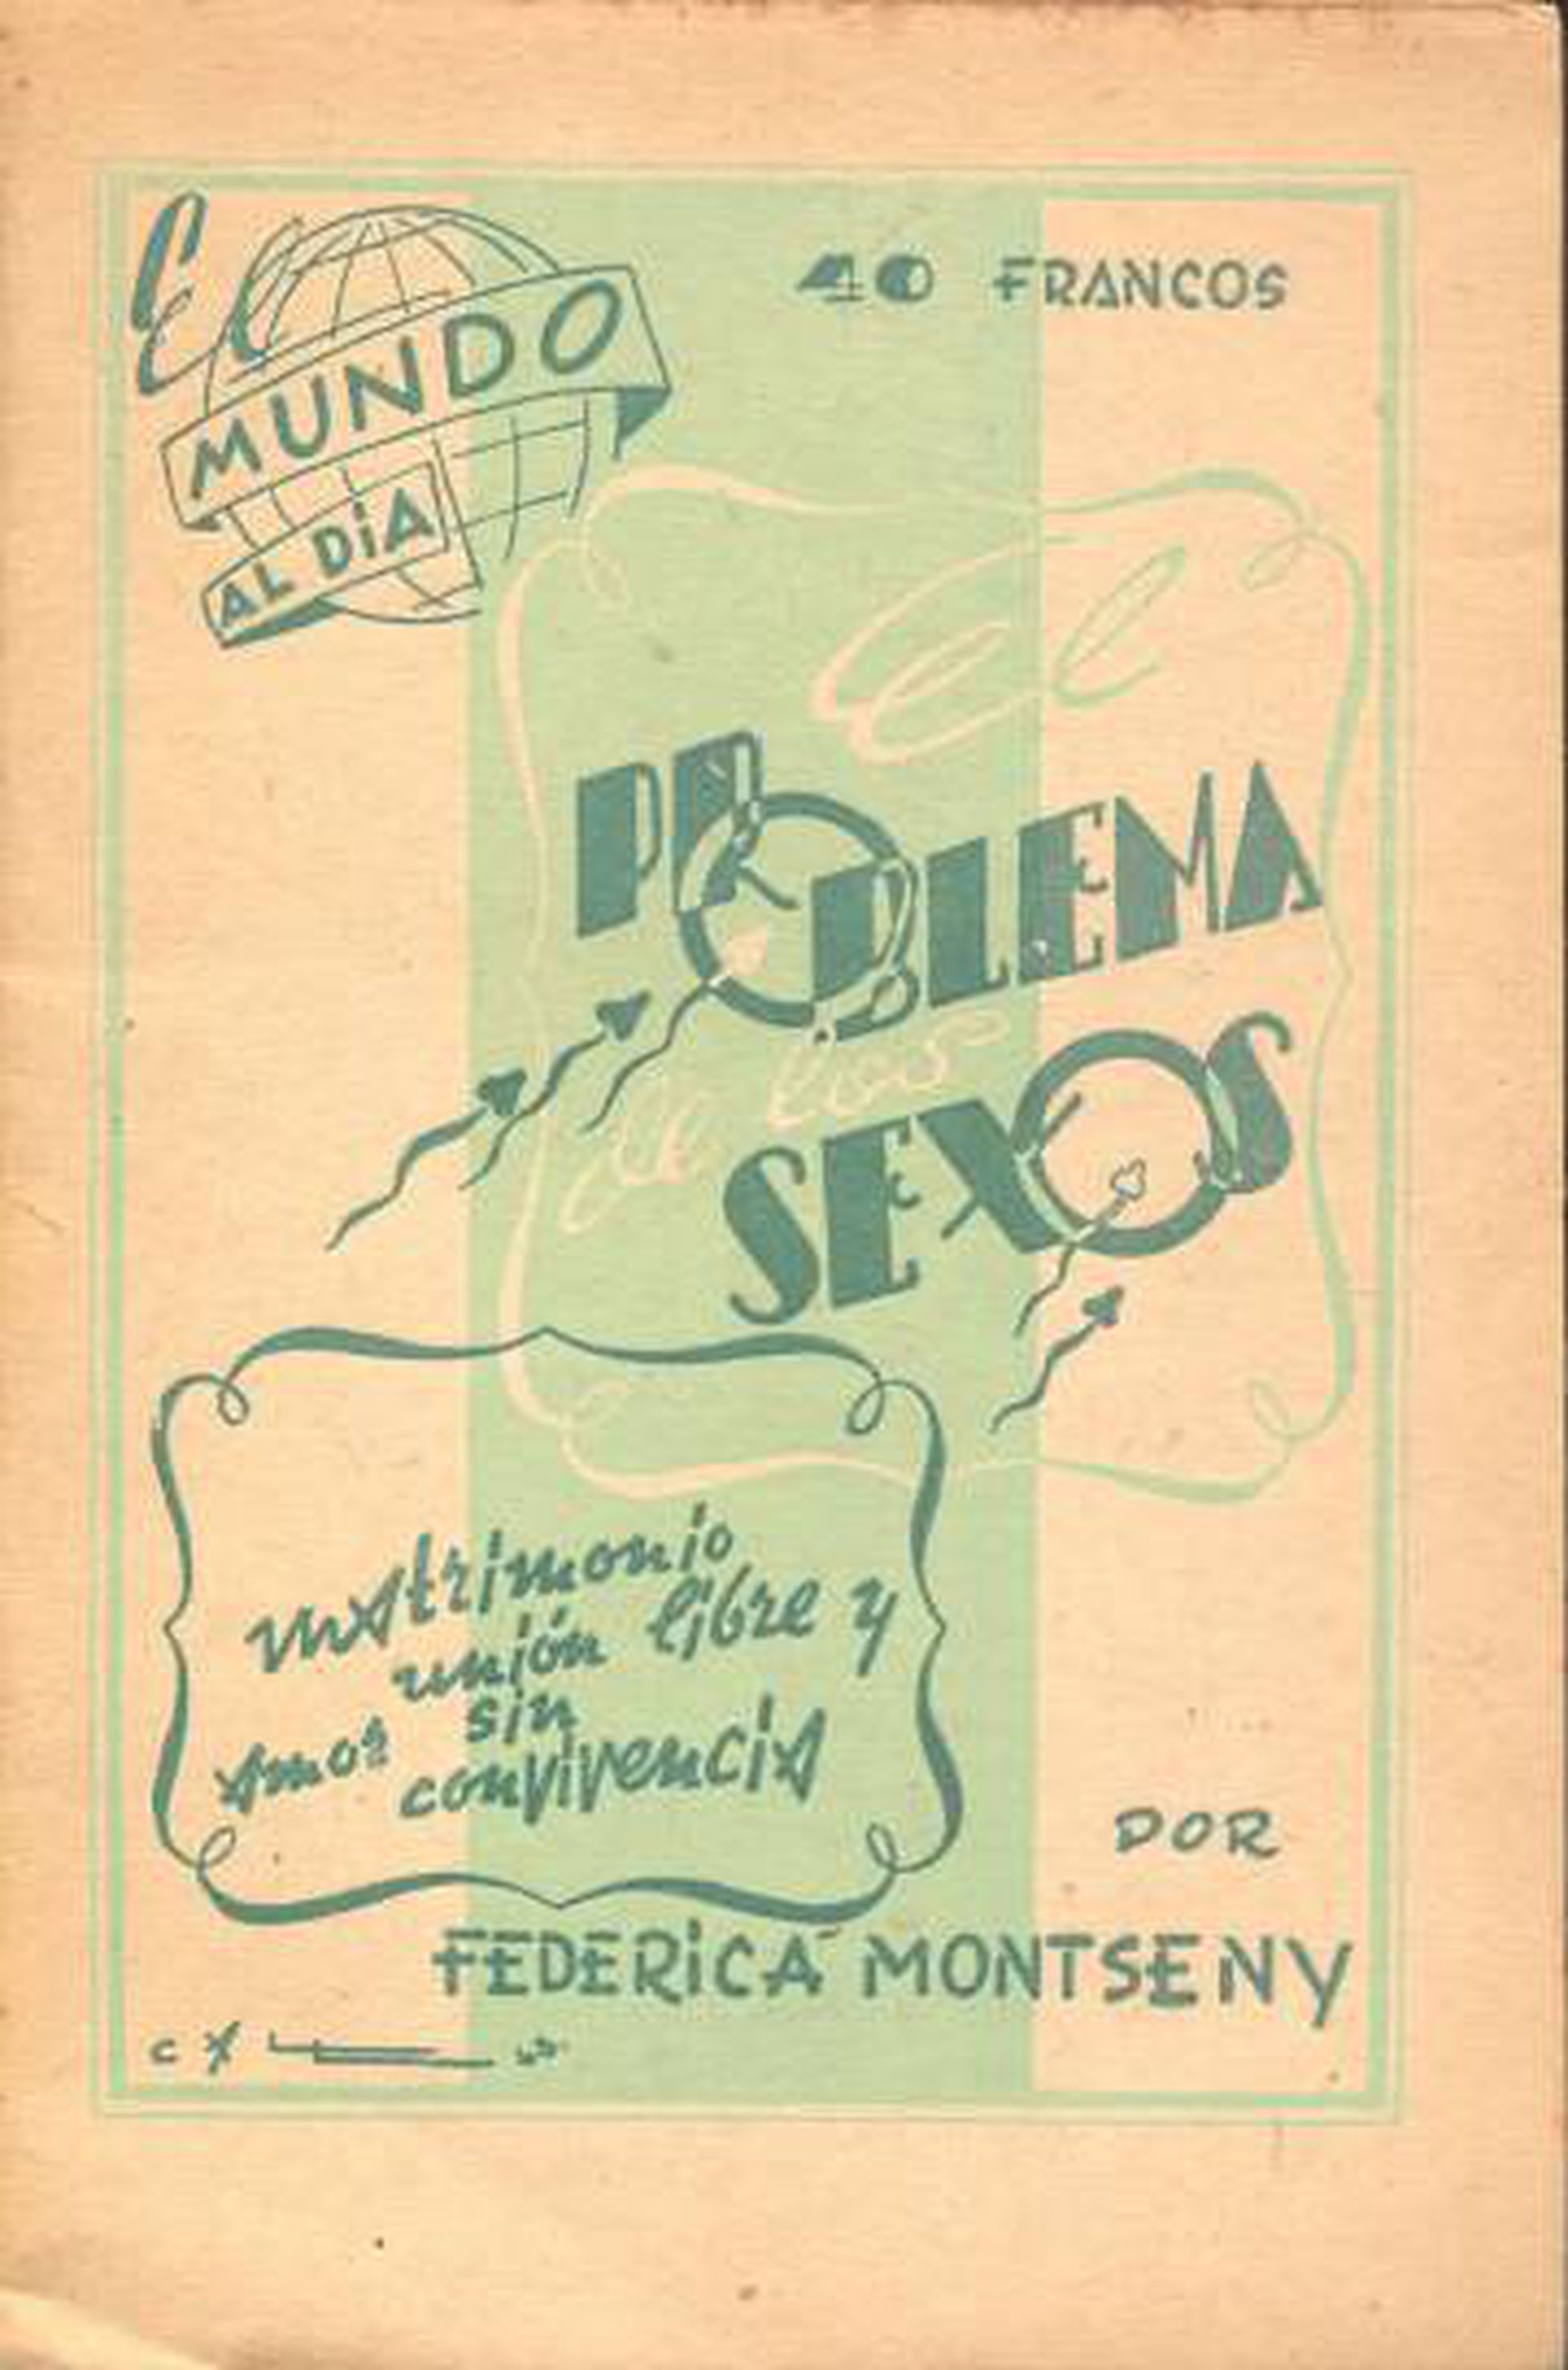 El
MUNDO
AL DÍA
40 FRANCOS
El
PROBLEMA
de los
SEXOS
matrimonio
unión libre y
amor sin
convivencia
POR
FEDERICA MONTSENY